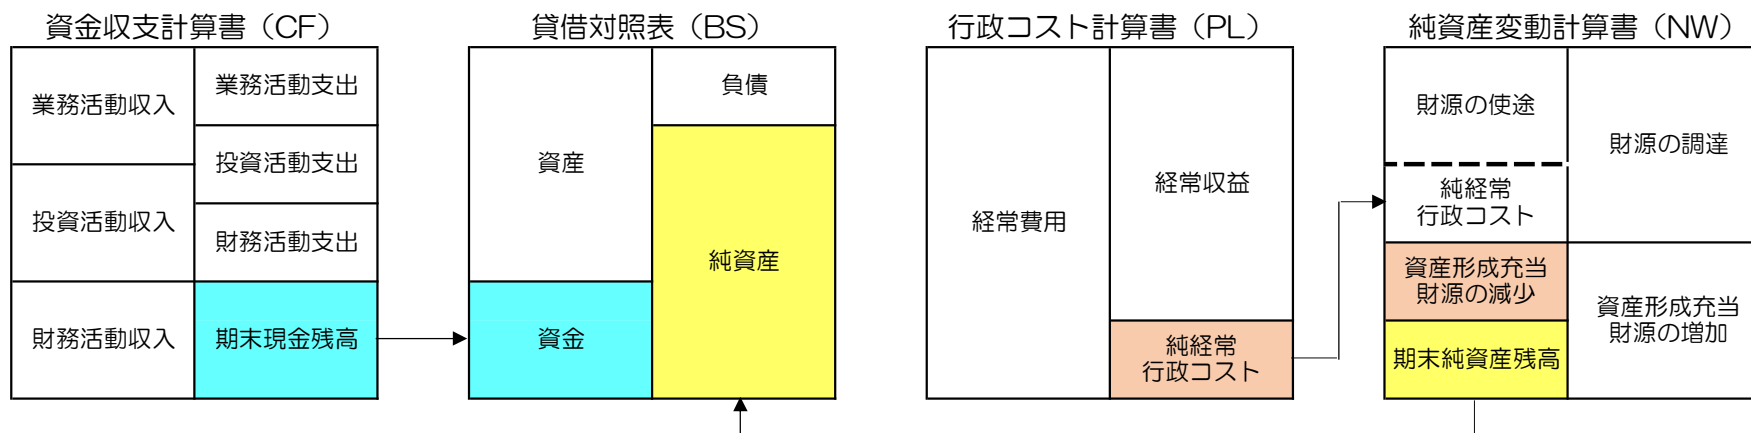 資金収支計算書（CF）
業務活動収入
投資活動収入
財務活動収入
業務活動支出
投資活動支出
財務活動支出
期末現金残高
貸借対照表（BS）
資産
資金
負債
純資産
行政コスト計算書（PL）
経常費用
経常収益
純経常
行政コスト
純資産変動計算書（NW）
財源の使途
純経常
行政コスト
資産形成充当
財源の減少
期末純資産残高
財源の調達
資産形成充当
財源の増加